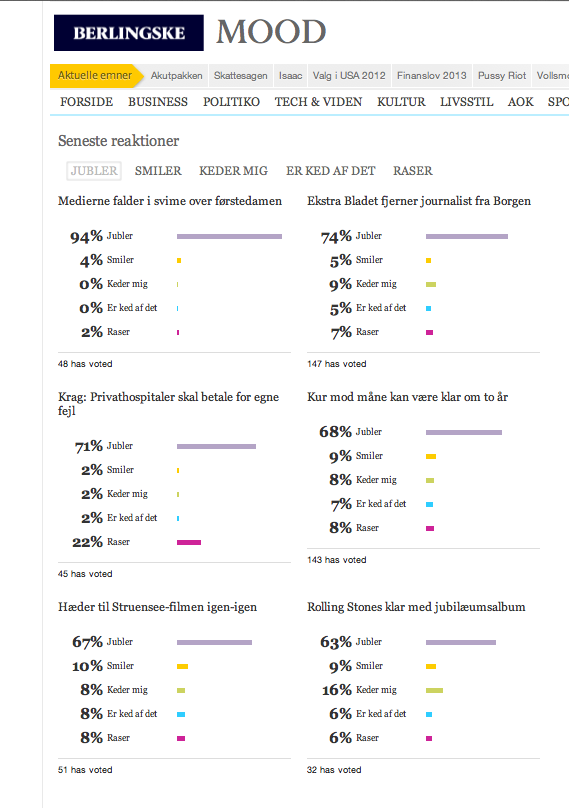 BERLINGSKE MOOD
Aktuelle emner Akutpakken Skattesagen Isaac Valg i USA 2012 Finanslov 2013 Pussy Riot
FORSIDE BUSINESS POLITIKO TECH & VIDEN KULTUR LIVSSTIL AOK
Seneste reaktioner
JUBLER SMILER KEDER MIG ER KED AF DET RASER
Medierne falder i svime over førstedamen
94% Jubler
4% Smiler
0% Keder mig
0% Er ked af det
2% Raser
48 has voted
Ekstra Bladet fjerner journalist fra Borgen
74% Jubler
5% Smiler
9% Keder mig
5% Er ked af det
7% Raser
147 has voted
Krag: Privathospitaler skal betale for egne
fejl
71% Jubler
2% Smiler
2% Keder mig
2% Er ked af det
22% Raser
45 has voted
Kur mod måne kan være klar om to år
68% Jubler
9% Smiler
8% Keder mig
7% Er ked af det
8% Raser
143 has voted
Hæder til Struensee-filmen igen-igen
67% Jubler
10% Smiler
8% Keder mig
8% Er ked af det
8% Raser
51 has voted
Rolling Stones klar med jubilæumsalbum
63% Jubler
9% Smiler
16% Keder mig
6% Er ked af det
6% Raser
32 has voted